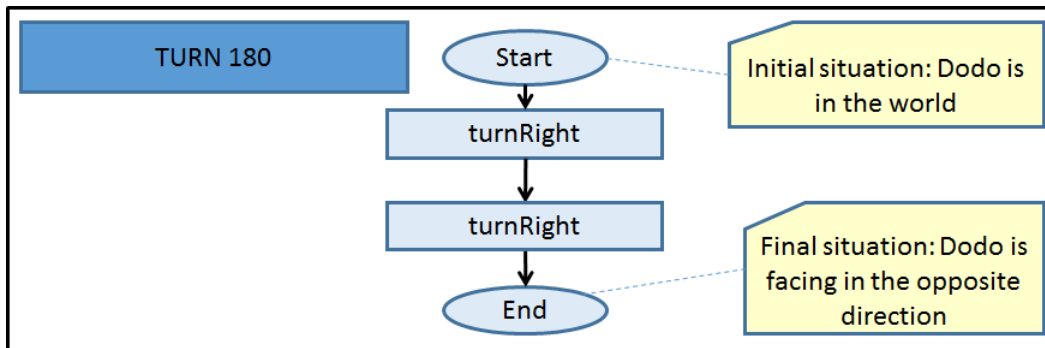 TURN 180
Start
Initial situation: Dodo is
in the world
turnRight
turnRight
Final situation: Dodo is
facing in the opposite
direction
End